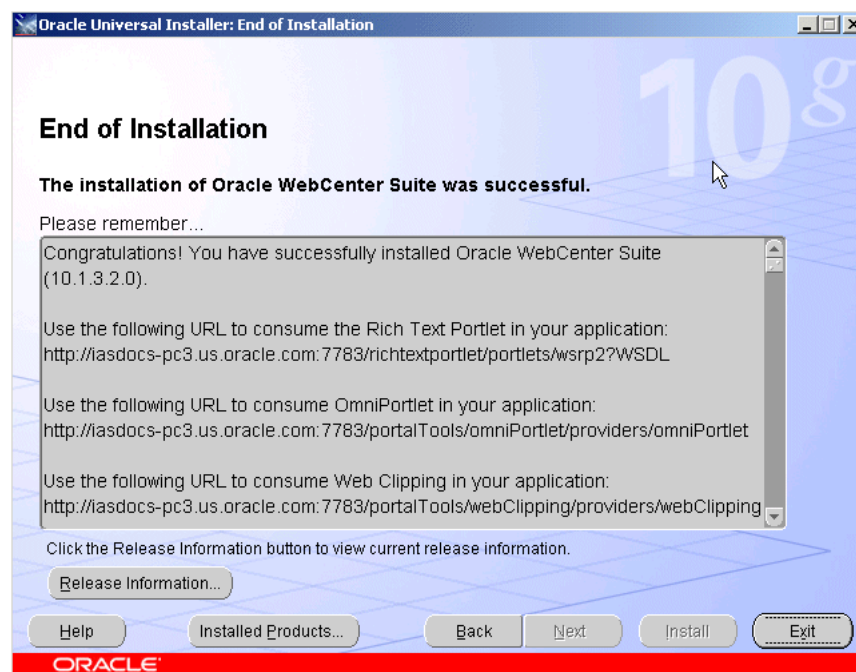 Oracle Universal Installer: End of Installation
10g
End of Installation
The installation of Oracle WebCenter Suite was successful.
Please remember...
Congratulations! You have successfully installed Oracle WebCenter Suite
(10.1.3.2.0).
Use the following URL to consume the Rich Text Portlet in your application:
http://iasdocs-pc3.us.oracle.com:7783/richtextportlet/portlets/wsrp2?WSDL
Use the following URL to consume OmniPortlet in your application:
http://iasdocs-pc3.us.oracle.com:7783/portalTools/omniPortlet/providers/omniPortlet
Use the following URL to consume Web Clipping in your application:
http://iasdocs-pc3.us.oracle.com:7783/portalTools/webClipping/providers/webClipping
Click the Release Information button to view current release information.
Release Information...
Help
Installed Products...
Back
Next
Install
Exit
ORACLE